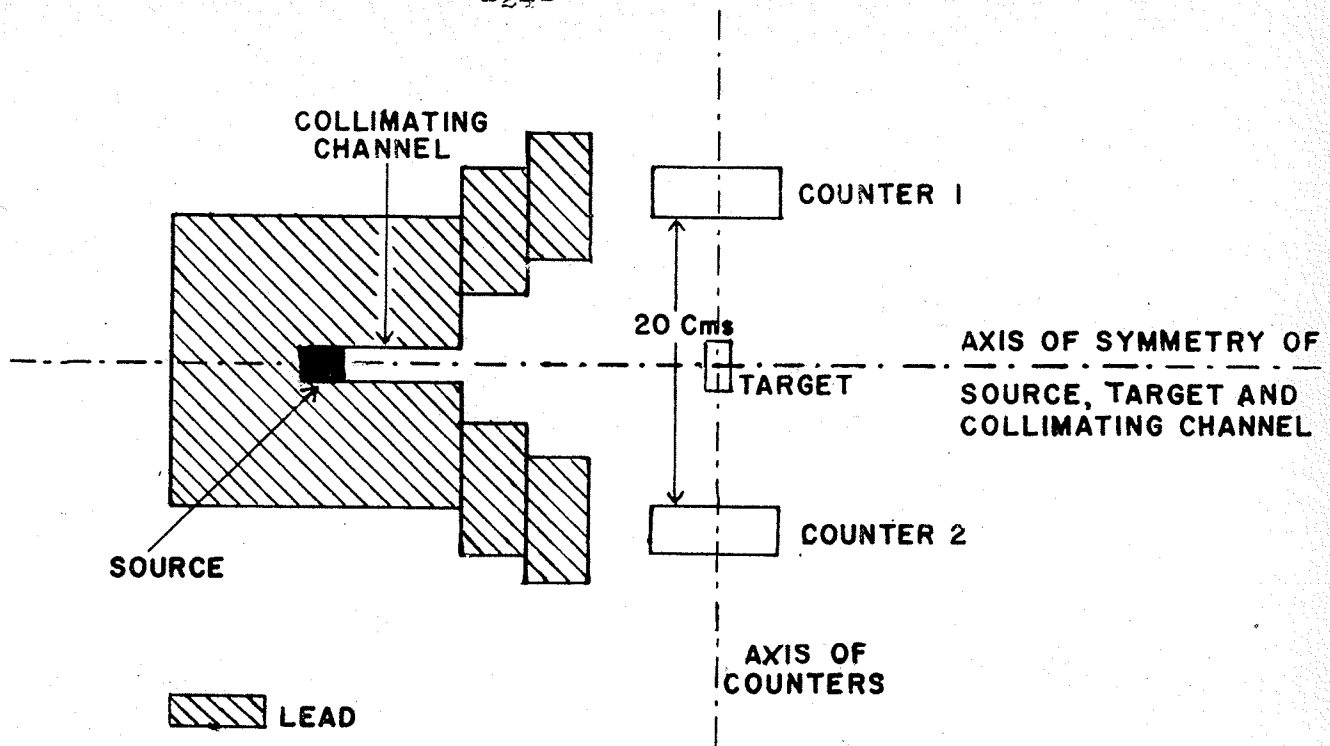 COLLIMATING
CHANNEL
COUNTER 1
20 Cms
TARGET
AXIS OF SYMMETRY OF
SOURCE, TARGET AND
COLLIMATING CHANNEL
COUNTER 2
SOURCE
AXIS OF
COUNTERS
LEAD